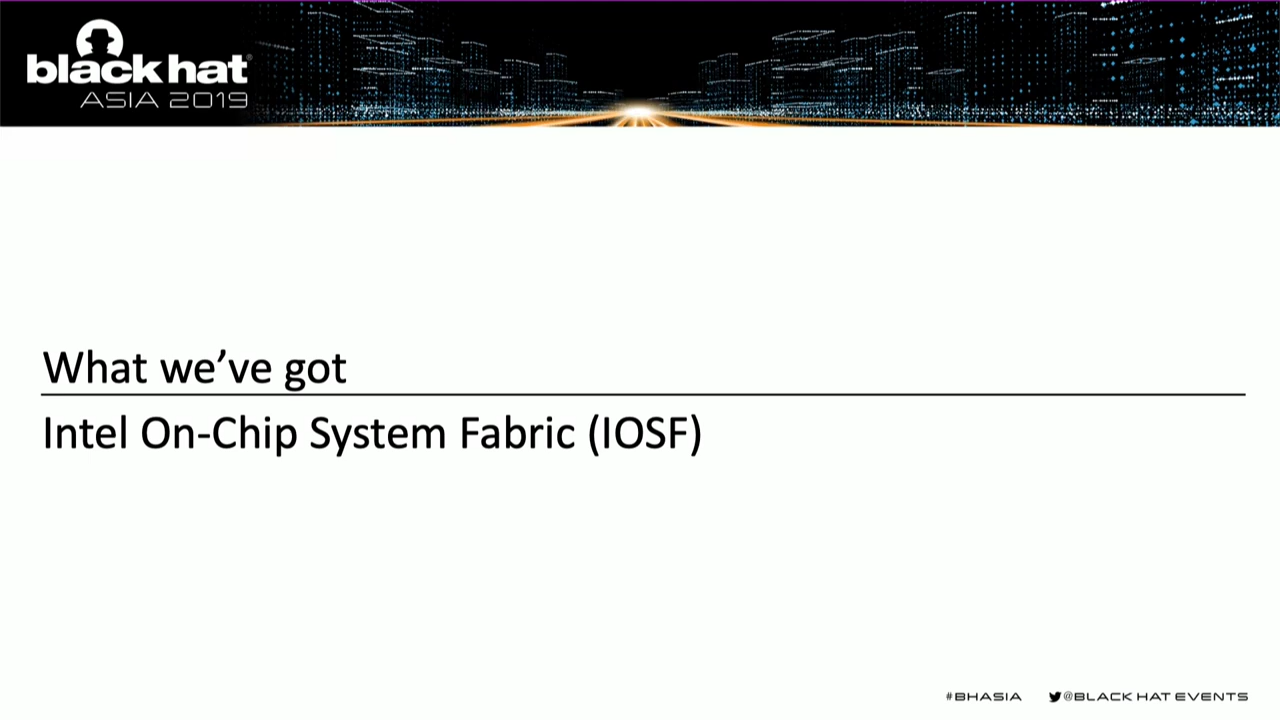 black hat
ASIA 2019
What we've got
Intel On-Chip System Fabric (IOSF)
#BHASIA @BLACK HAT EVENTS